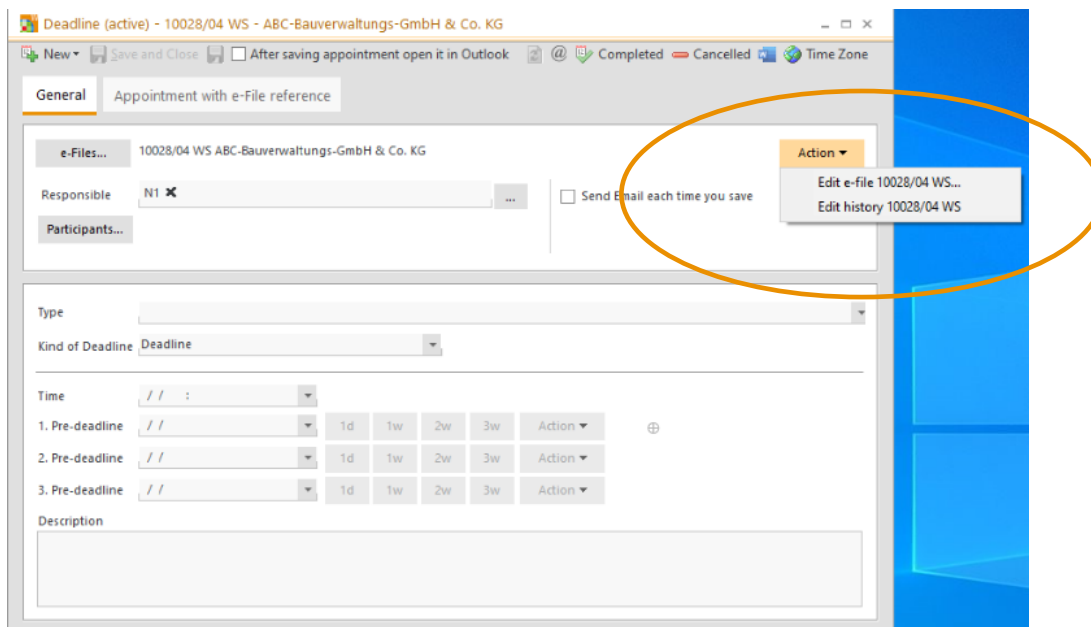 Deadline (active) - 10028/04 WS - ABC-Bauverwaltungs-GmbH & Co. KG
New Save and Close After saving appointment open it in Outlook @ Completed Cancelled Time Zone
General Appointment with e-File reference
e-Files... 10028/04 WS ABC-Bauverwaltungs-GmbH & Co. KG Action
Edit e-file 10028/04 WS...
Responsible N1 ... Send Email each time you save
Edit history 10028/04 WS
Participants...
Type
Kind of Deadline Deadline
Time / / :
1. Pre-deadline / / 1d 1w 2w 3w Action
2. Pre-deadline / / 1d 1w 2w 3w Action
3. Pre-deadline / / 1d 1w 2w 3w Action
Description